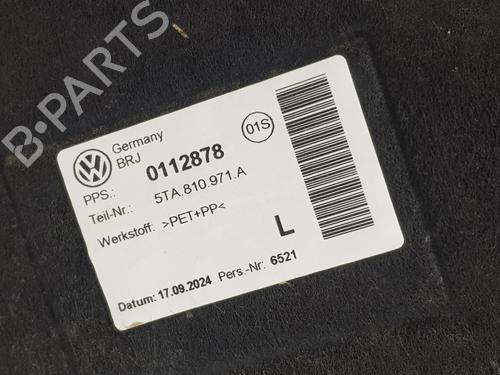 B-PARTS
Germany
BRJ
01S
PPS.: 0112878
Teil-Nr.: 5TA.810.971.A
Werkstoff: >PET+PP<
L
Datum: 17.09.2024 Pers.-Nr: 6521